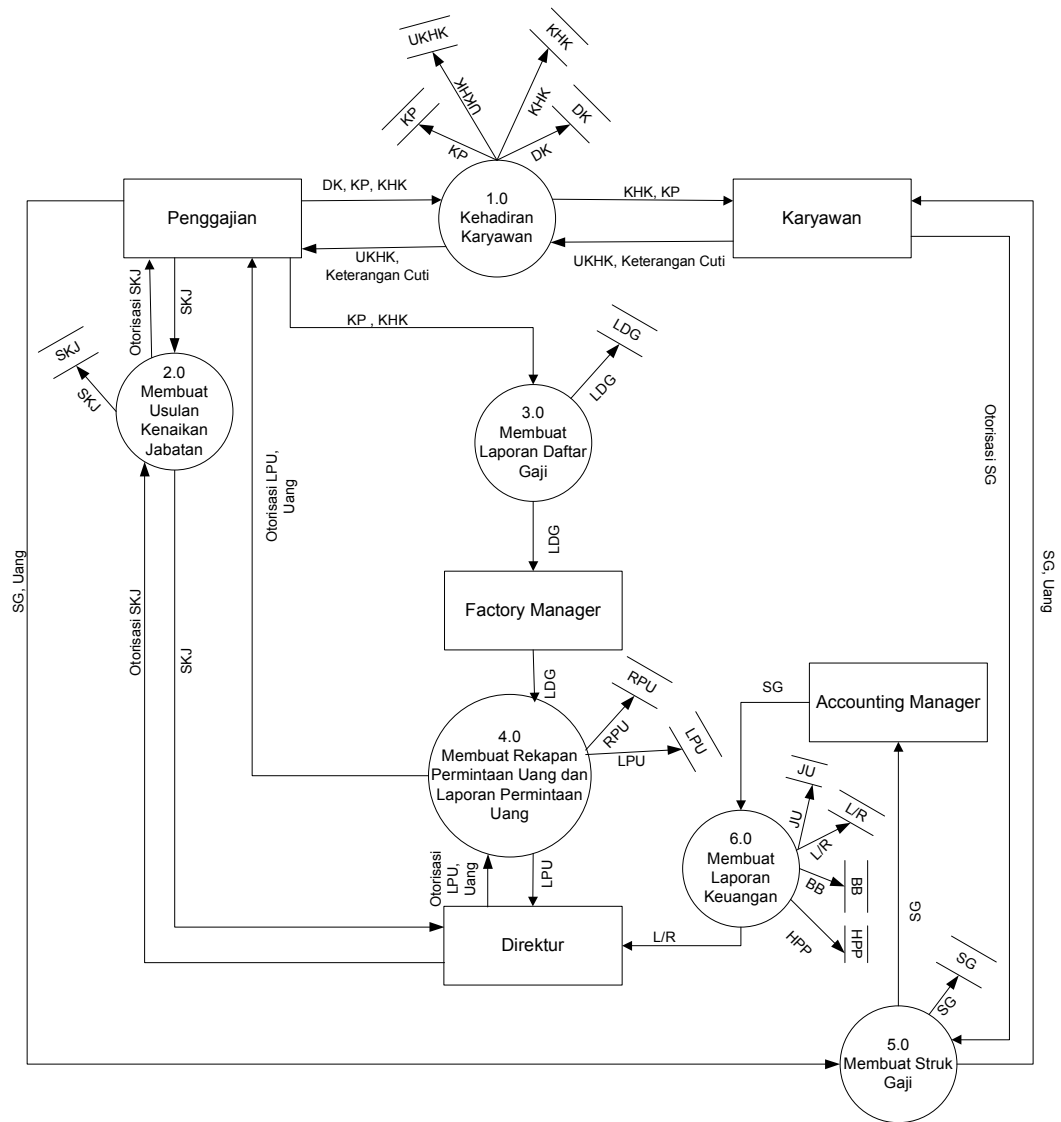 UKHK
KHK
UKHK
KHK
KP
DK
KP
DK
DK, KP, KHK
1.0
Kehadiran
Karyawan
KHK, KP
Penggajian
Karyawan
UKHK,
Keterangan Cuti
UKHK, Keterangan Cuti
Otorisasi SKJ
SKJ
KP , KHK
LDG
LDG
SKJ
SKJ
2.0
Membuat
Usulan
Kenaikan
Jabatan
3.0
Membuat
Laporan Daftar
Gaji
Otorisasi SG
Otorisasi LPU,
Uang
LDG
SG, Uang
SG, Uang
Factory Manager
Otorisasi SKJ
SKJ
LDG
RPU
RPU
LPU
LPU
SG
Accounting Manager
4.0
Membuat Rekapan
Permintaan Uang dan
Laporan Permintaan
Uang
JU
JU
L/R
L/R
6.0
Membuat
Laporan
Keuangan
BB
BB
HPP
HPP
Otorisasi
LPU,
Uang
LPU
SG
Direktur
L/R
SG
SG
5.0
Membuat Struk
Gaji